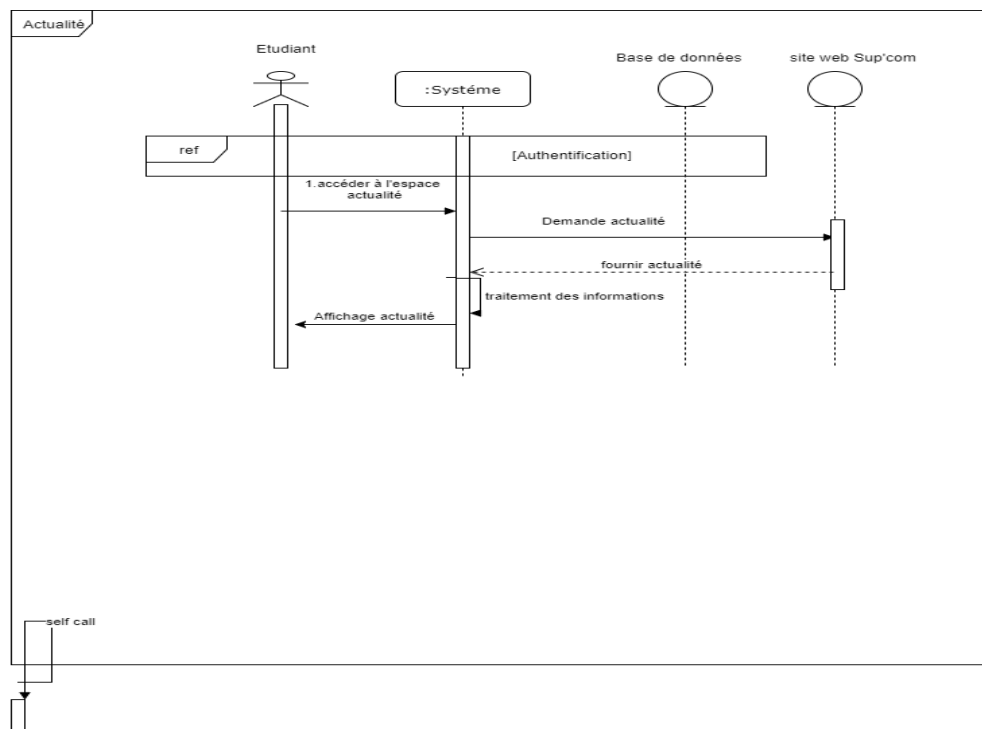 Actualité
Etudiant
:Systéme
Base de données
site web Sup'com
ref
[Authentification]
1.accéder à l'espace
actualité
Demande actualité
fournir actualité
traitement des informations
Affichage actualité
self call